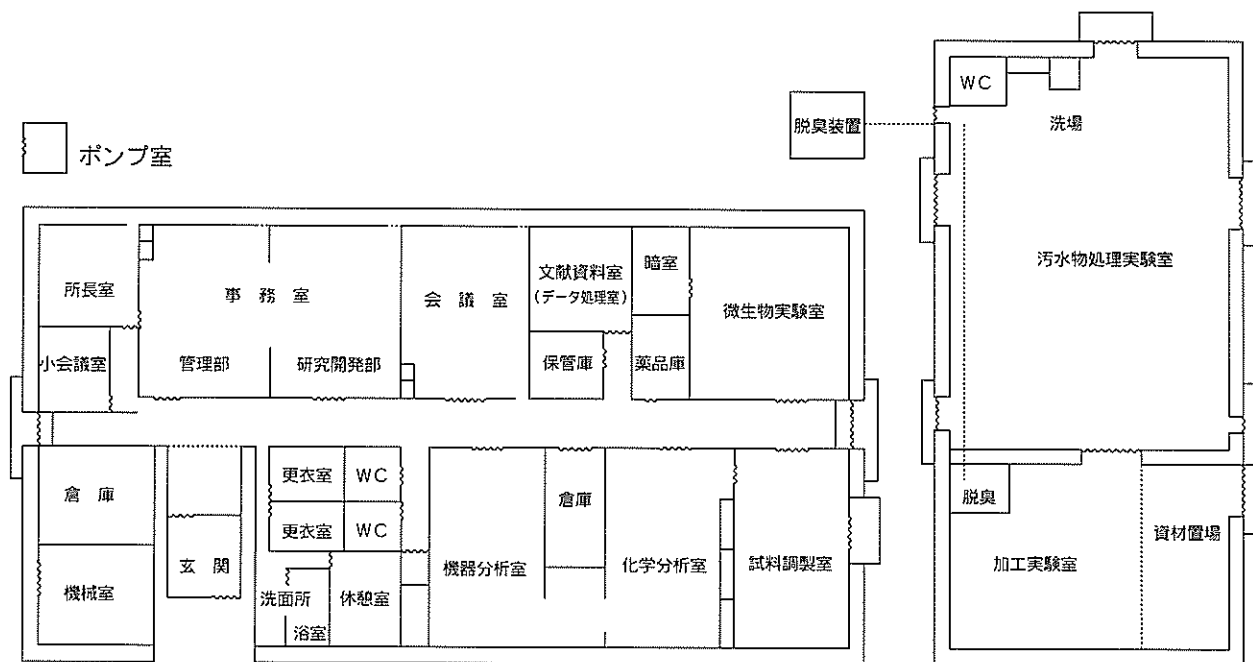 ポンプ室
脱臭装置
WC
洗場
汚水物処理実験室
脱臭
加工実験室
資材置場
所長室
小会議室
事務室
管理部
研究開発部
会議室
文献資料室
(データ処理室)
保管庫
暗室
薬品庫
微生物実験室
倉庫
機械室
玄関
更衣室
WC
更衣室
WC
洗面所
浴室
休憩室
機器分析室
倉庫
化学分析室
試料調製室